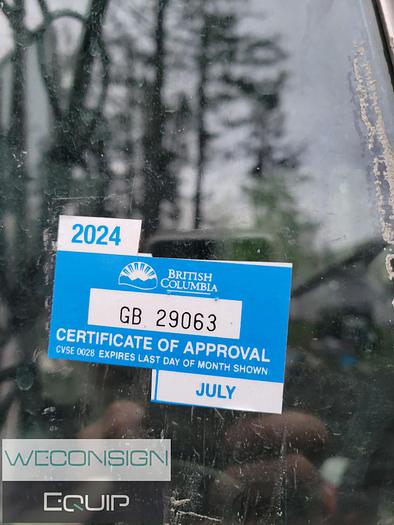 2024
BRITISH
COLUMBIA
GB 29063
CERTIFICATE OF APPROVAL
CVSE 0028 EXPIRES LAST DAY OF MONTH SHOWN
JULY
WECONSIGN
EQUIP